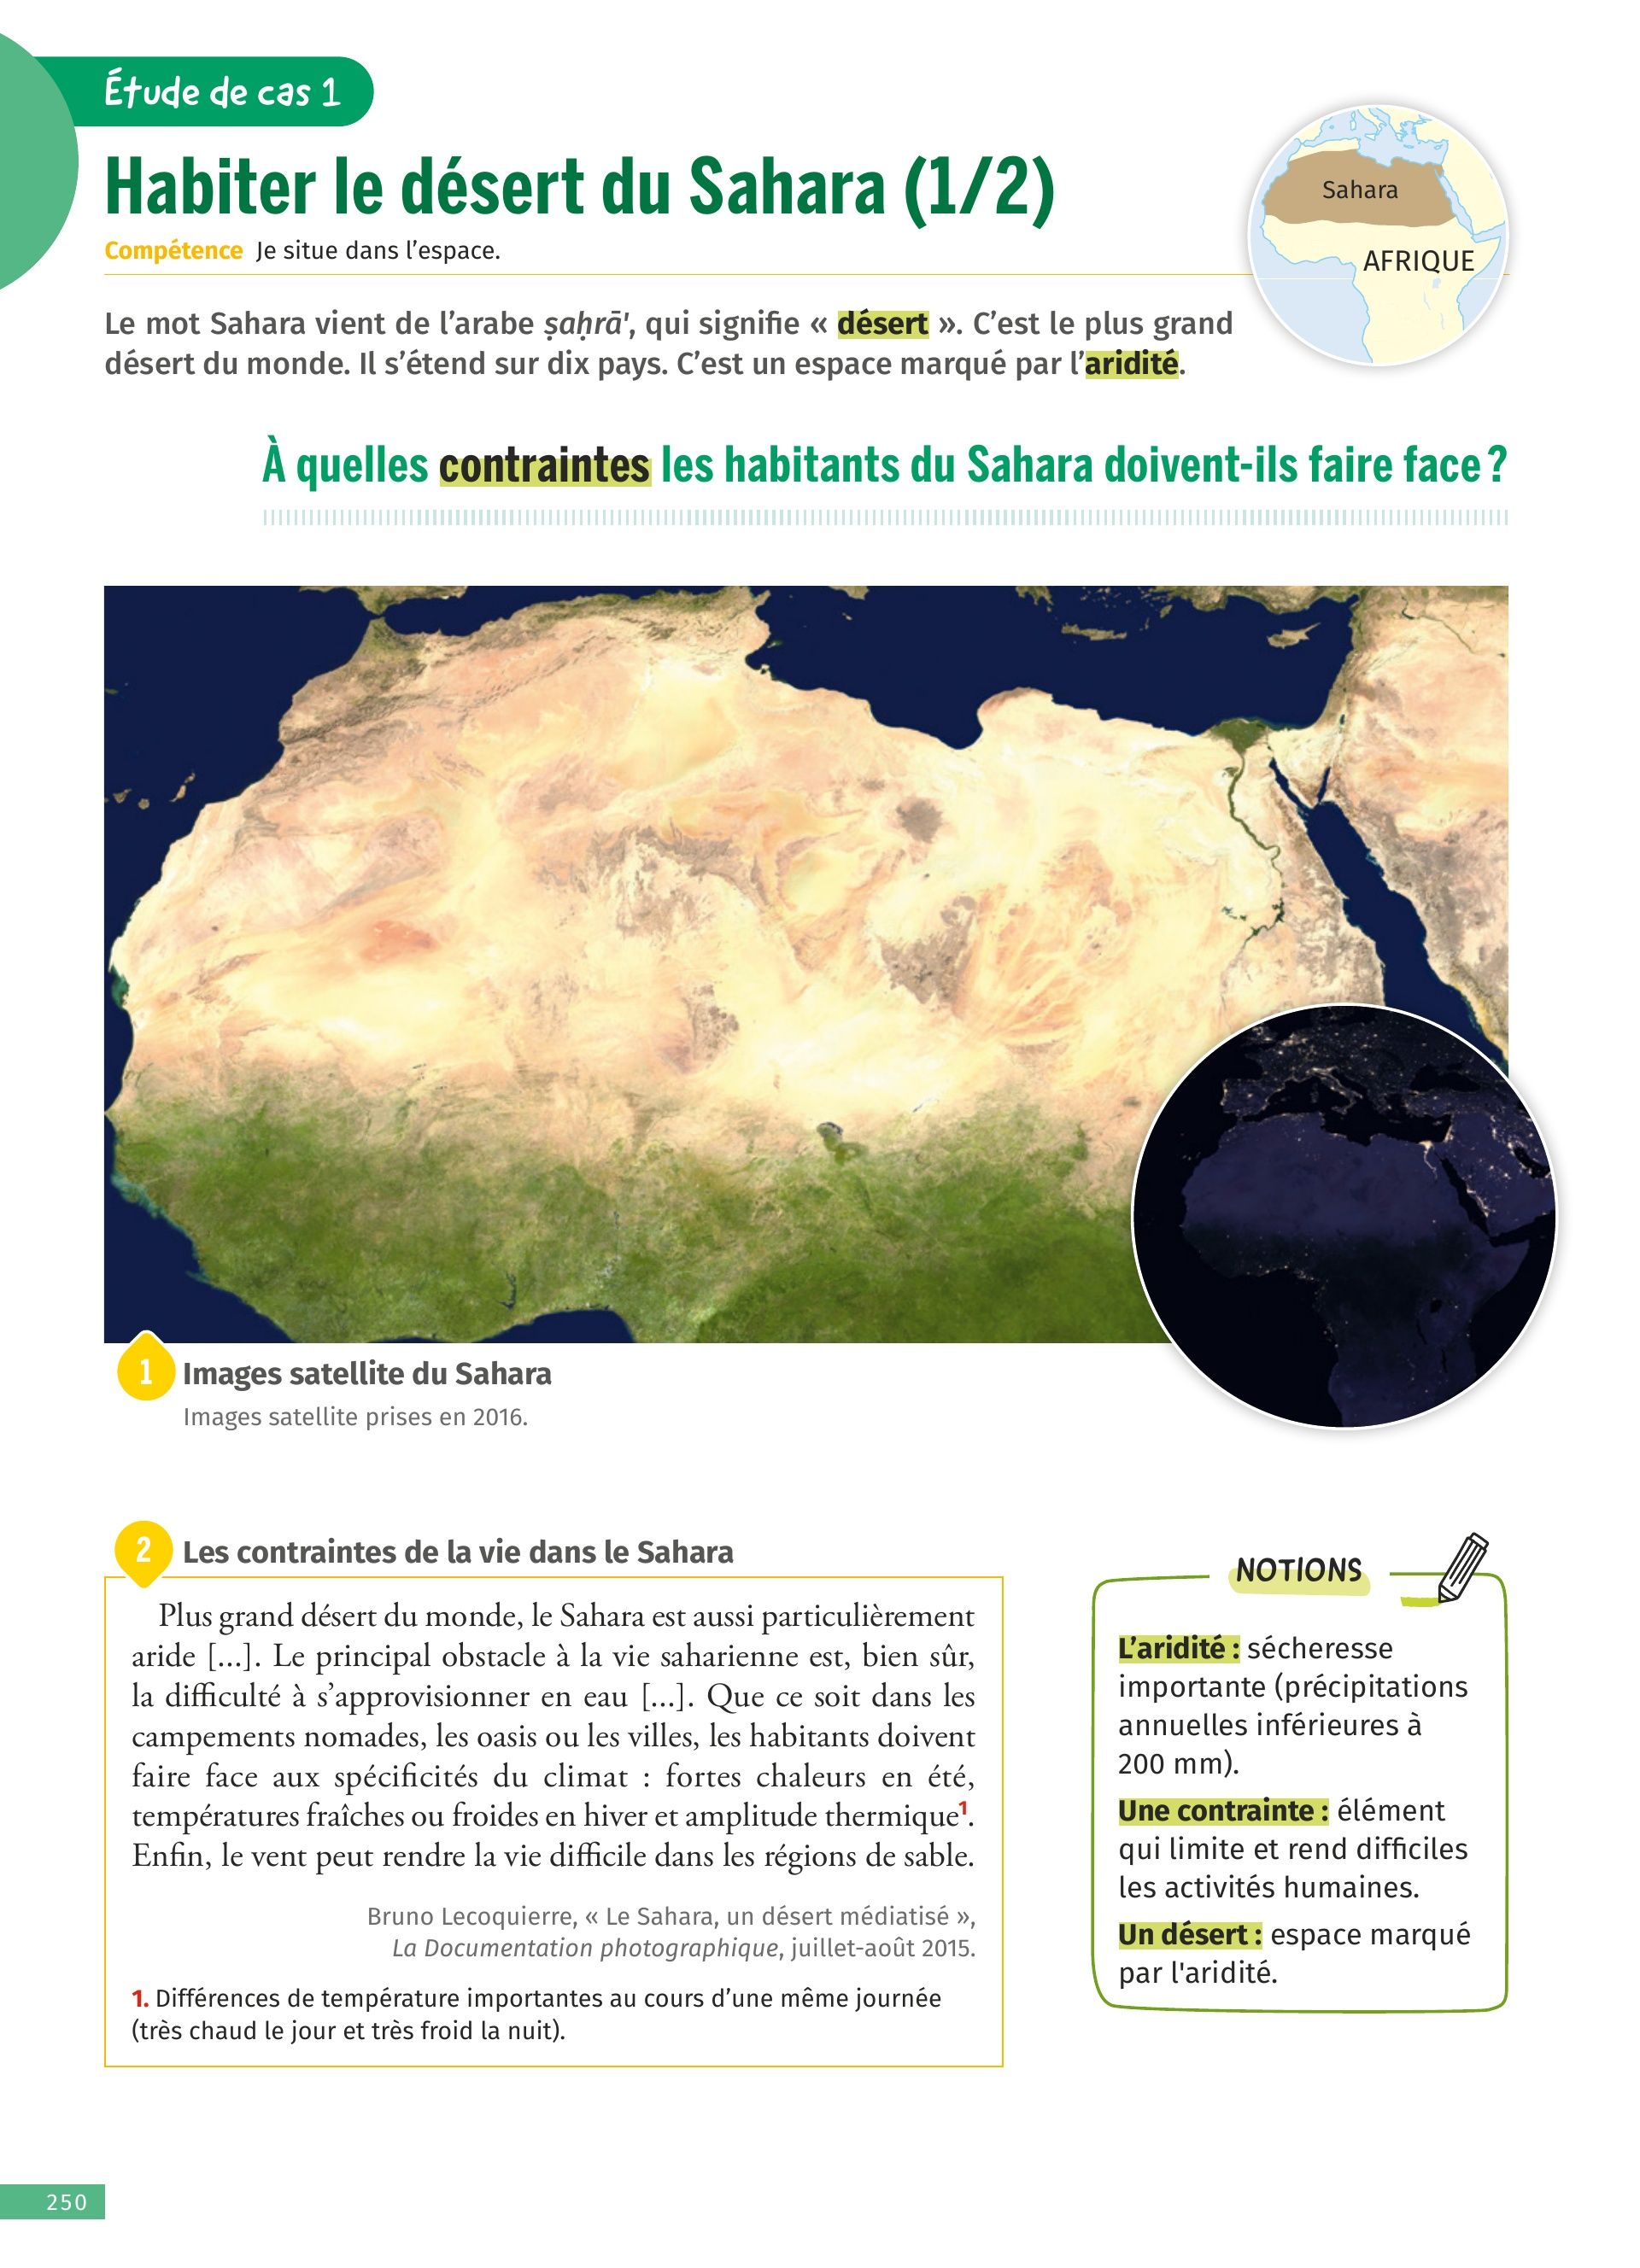 Étude de cas 1
Habiter le désert du Sahara (1/2)
Compétence Je situe dans l’espace.
Sahara
AFRIQUE
Le mot Sahara vient de l’arabe ṣaḥrā', qui signifie « désert ». C’est le plus grand
désert du monde. Il s’étend sur dix pays. C’est un espace marqué par l’aridité.
À quelles contraintes les habitants du Sahara doivent-ils faire face ?
1 Images satellite du Sahara
Images satellite prises en 2016.
2 Les contraintes de la vie dans le Sahara
Plus grand désert du monde, le Sahara est aussi particulièrement
aride [...]. Le principal obstacle à la vie saharienne est, bien sûr,
la difficulté à s’approvisionner en eau [...]. Que ce soit dans les
campements nomades, les oasis ou les villes, les habitants doivent
faire face aux spécificités du climat : fortes chaleurs en été,
températures fraîches ou froides en hiver et amplitude thermique1.
Enfin, le vent peut rendre la vie difficile dans les régions de sable.
Bruno Lecoquierre, « Le Sahara, un désert médiatisé »,
La Documentation photographique, juillet-août 2015.
1. Différences de température importantes au cours d’une même journée
(très chaud le jour et très froid la nuit).
NOTIONS
L’aridité : sécheresse
importante (précipitations
annuelles inférieures à
200 mm).
Une contrainte : élément
qui limite et rend difficiles
les activités humaines.
Un désert : espace marqué
par l'aridité.
250